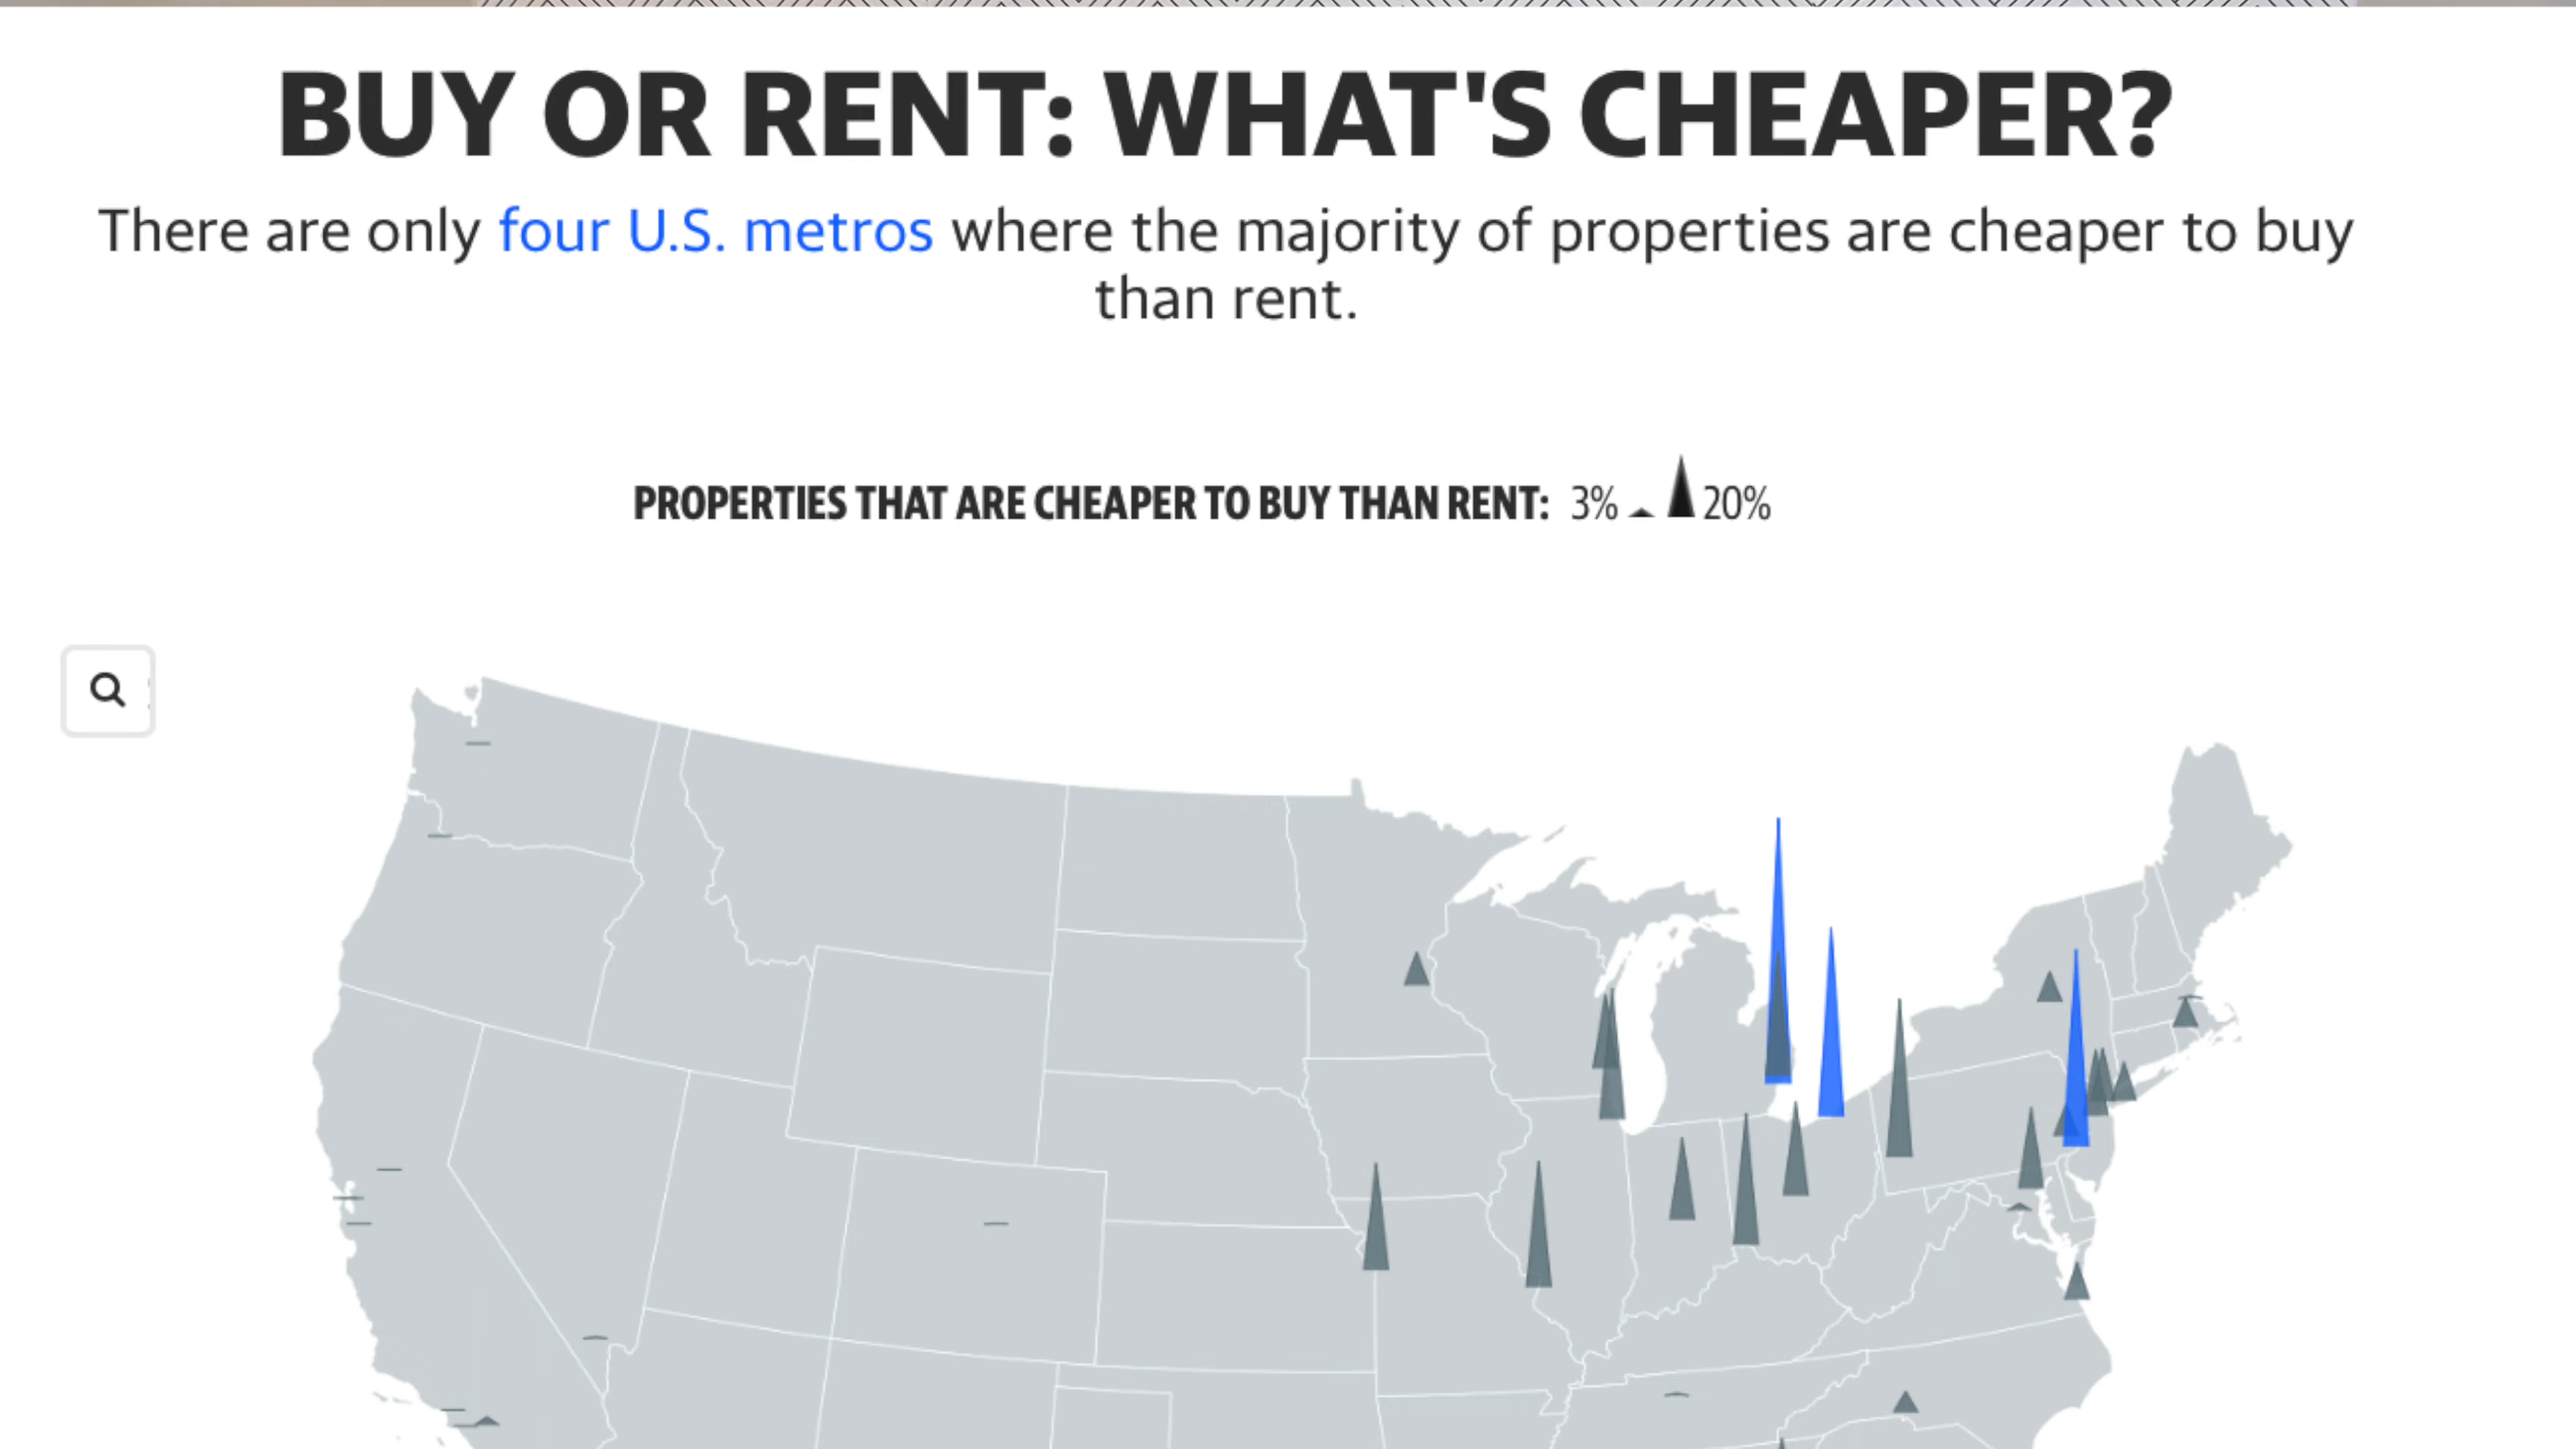 BUY OR RENT: WHAT'S CHEAPER?
There are only four U.S. metros where the majority of properties are cheaper to buy
than rent.
PROPERTIES THAT ARE CHEAPER TO BUY THAN RENT: 3% 20%